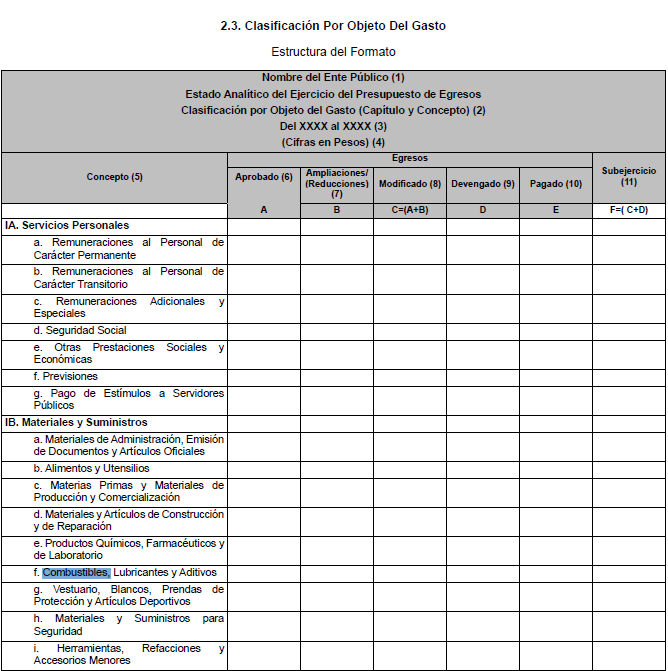 2.3. Clasificación Por Objeto Del Gasto
Estructura del Formato
Nombre del Ente Público (1)
Estado Analítico del Ejercicio del Presupuesto de Egresos
Clasificación por Objeto del Gasto (Capítulo y Concepto) (2)
Del XXXX al XXXX (3)
(Cifras en Pesos) (4)
Concepto (5)
Egresos
Subejercicio
(11)
Aprobado (6)
Ampliaciones/
(Reducciones)
(7)
Modificado (8)
Devengado (9)
Pagado (10)
A
B
C=(A+B)
D
E
F=( C+D)
IA. Servicios Personales
a. Remuneraciones al Personal de
Carácter Permanente
b. Remuneraciones al Personal de
Carácter Transitorio
c. Remuneraciones Adicionales y
Especiales
d. Seguridad Social
e. Otras Prestaciones Sociales y
Económicas
f. Previsiones
g. Pago de Estímulos a Servidores
Públicos
IB. Materiales y Suministros
a. Materiales de Administración, Emisión
de Documentos y Artículos Oficiales
b. Alimentos y Utensilios
c. Materias Primas y Materiales de
Producción y Comercialización
d. Materiales y Artículos de Construcción
y de Reparación
e. Productos Químicos, Farmacéuticos y
de Laboratorio
f. Combustibles, Lubricantes y Aditivos
g. Vestuario, Blancos, Prendas de
Protección y Artículos Deportivos
h. Materiales y Suministros para
Seguridad
i. Herramientas, Refacciones y
Accesorios Menores